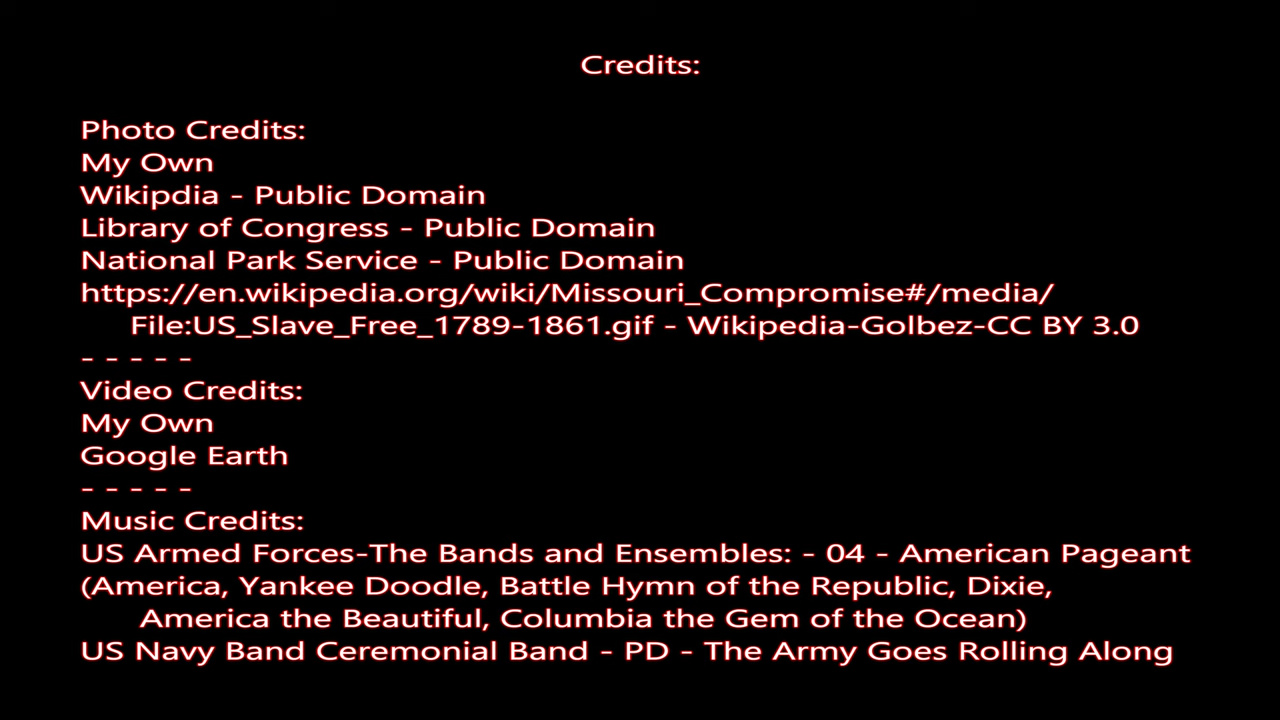 Credits:
Photo Credits:
My Own
Wikipdia - Public Domain
Library of Congress - Public Domain
National Park Service - Public Domain
https://en.wikipedia.org/wiki/Missouri_Compromise#/media/
File:US_Slave_Free_1789-1861.gif - Wikipedia-Golbez-CC BY 3.0
- - - - -
Video Credits:
My Own
Google Earth
- - - - -
Music Credits:
US Armed Forces-The Bands and Ensembles: - 04 - American Pageant
(America, Yankee Doodle, Battle Hymn of the Republic, Dixie,
America the Beautiful, Columbia the Gem of the Ocean)
US Navy Band Ceremonial Band - PD - The Army Goes Rolling Along